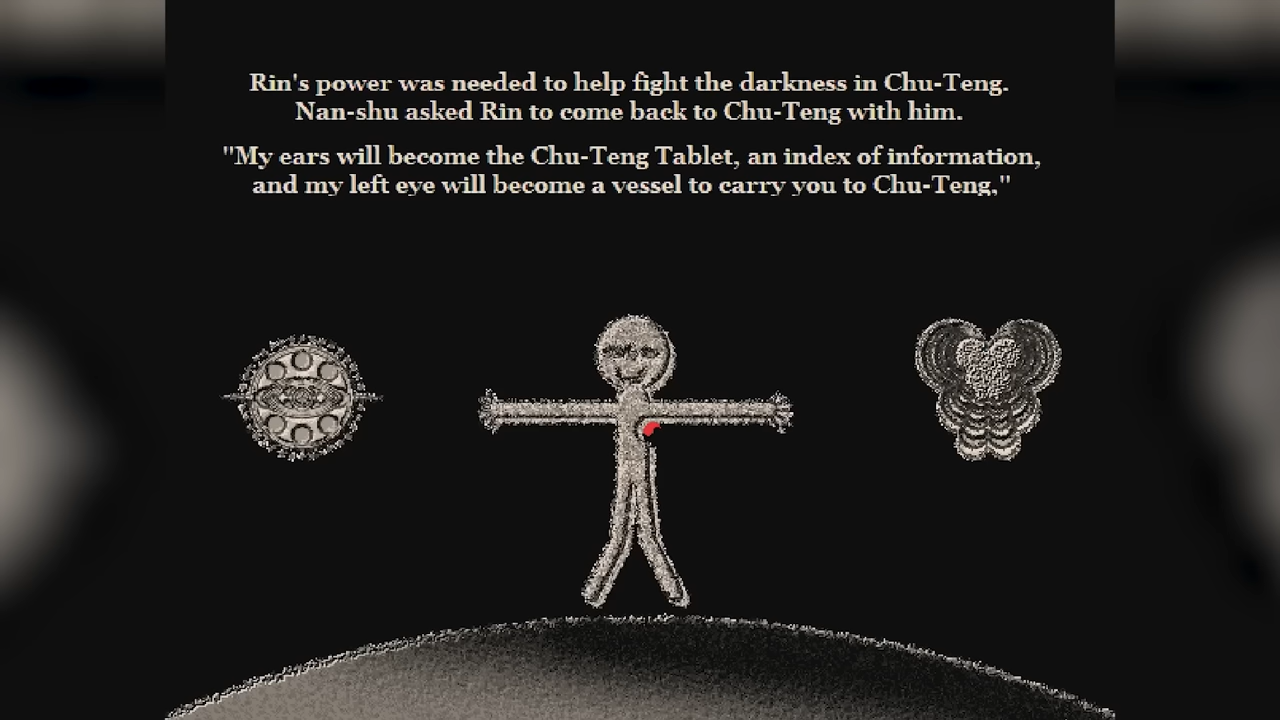 Rin's power was needed to help fight the darkness in Chu-Teng.
Nan-shu asked Rin to come back to Chu-Teng with him.
"My ears will become the Chu-Teng Tablet, an index of information,
and my left eye will become a vessel to carry you to Chu-Teng,"